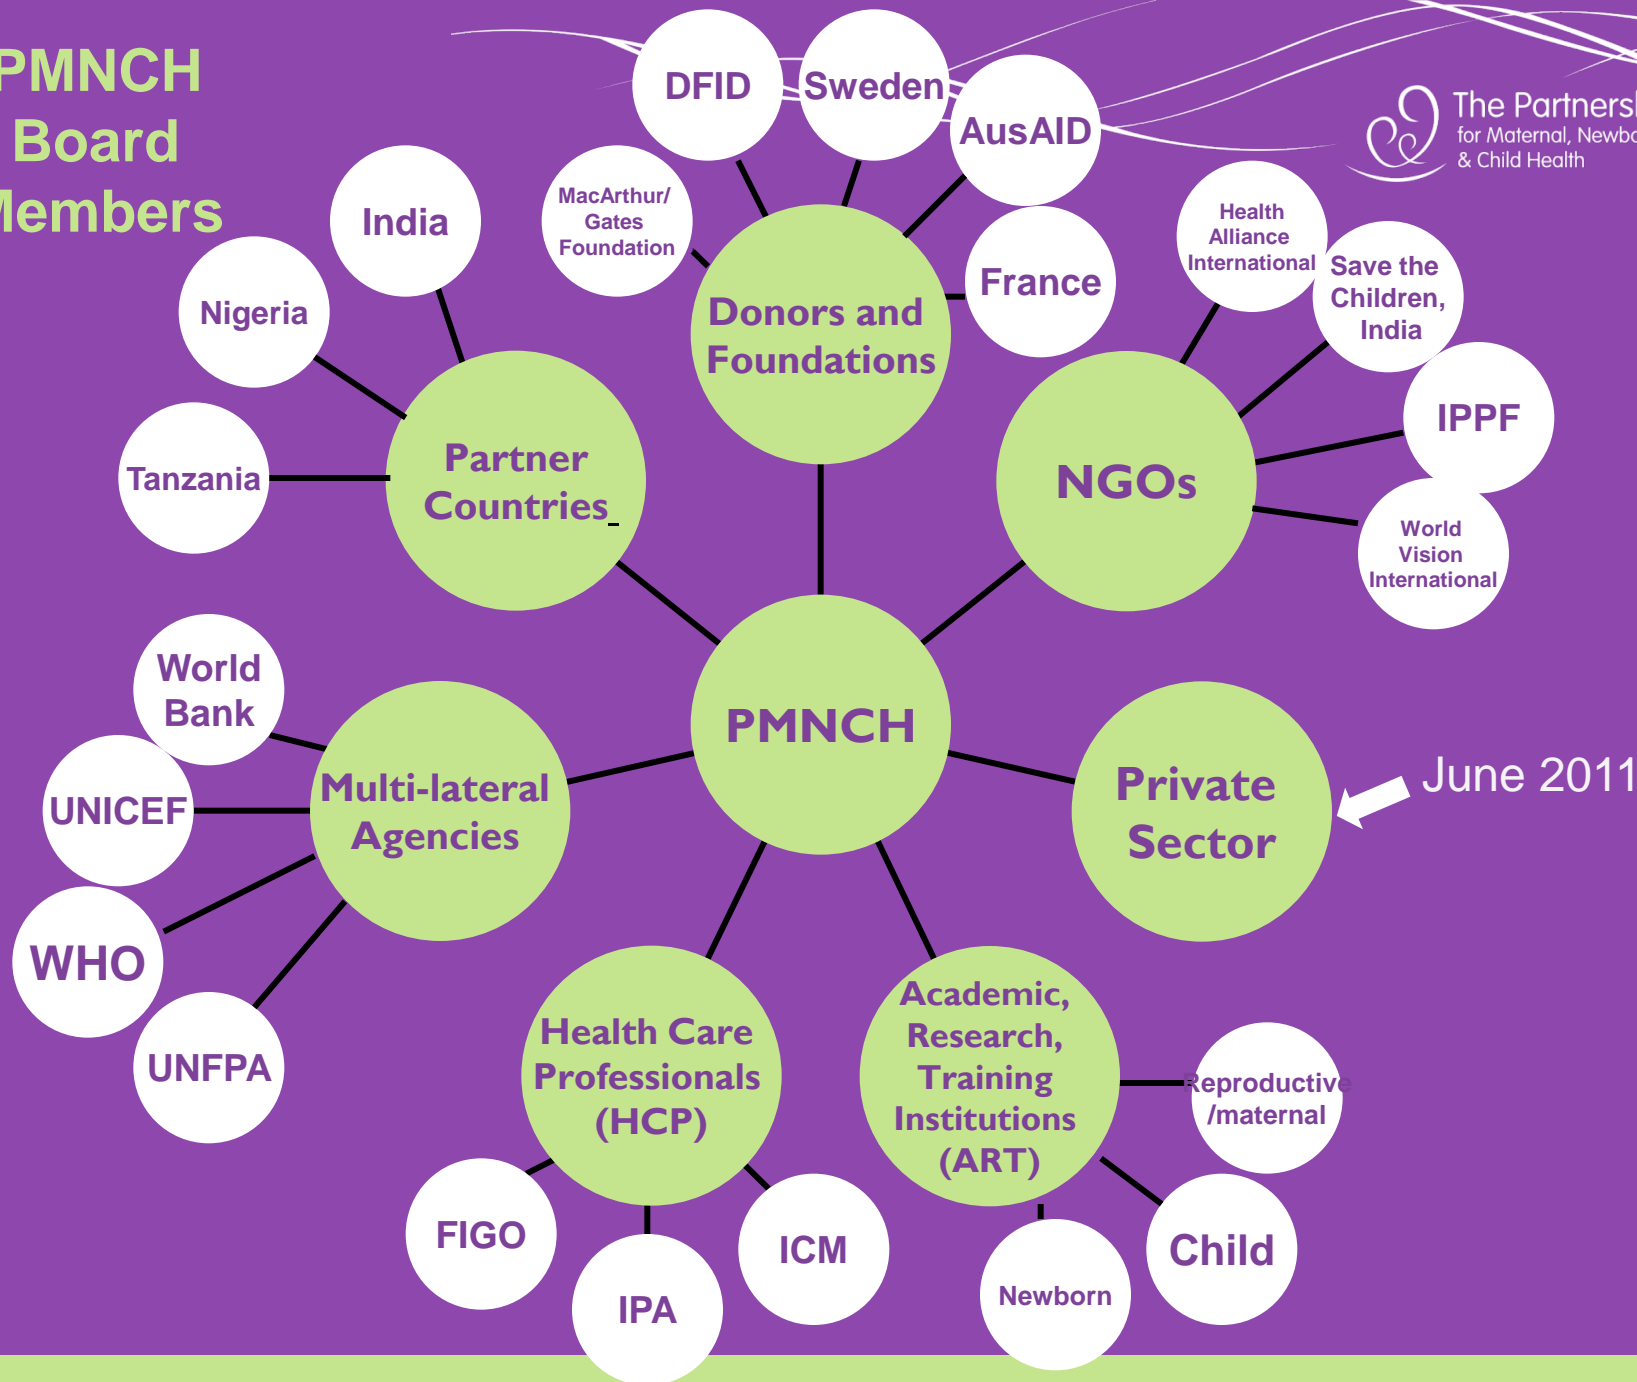 PMNCH
Board
Members
DFID
Sweden
AusAID
The Partners
for Maternal, Newbo
& Child Health
MacArthur/
Gates
Foundation
India
Health
Alliance
International
Nigeria
France
Save the
Children,
India
Donors and
Foundations
IPPF
Partner
Countries
NGOs
Tanzania
World
Vision
International
World
Bank
PMNCH
UNICEF
Multi-lateral
Agencies
Private
Sector
June 2011
WHO
UNFPA
Health Care
Professionals
(HCP)
Academic,
Research,
Training
Institutions
(ART)
Reproductive
/maternal
FIGO
IPA
ICM
Newborn
Child